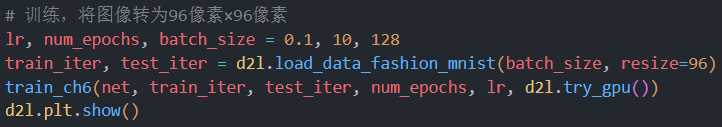 # 训练，将图像转为96像素×96像素
lr, num_epochs, batch_size = 0.1, 10, 128
train_iter, test_iter = d2l.load_data_fashion_mnist(batch_size, resize=96)
train_ch6(net, train_iter, test_iter, num_epochs, lr, d2l.try_gpu())
d2l.plt.show()